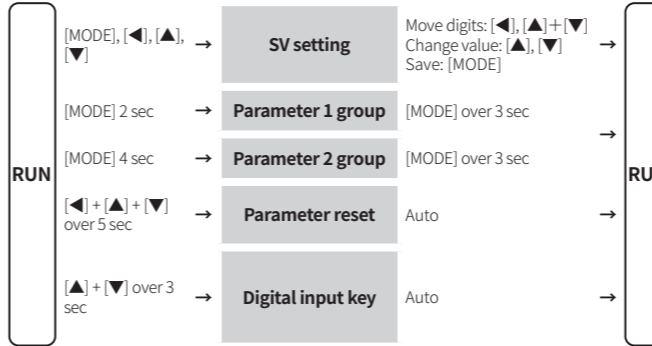 RUN
[MODE], [◀], [▲],
[▼]
→
SV setting
Move digits: [◀], [▲]+[▼]
Change value: [▲], [▼]
Save: [MODE]
→
[MODE] 2 sec
→
Parameter 1 group
[MODE] over 3 sec
→
[MODE] 4 sec
→
Parameter 2 group
[MODE] over 3 sec
[◀] + [▲] + [▼]
over 5 sec
→
Parameter reset
Auto
→
[▲] + [▼] over 3
sec
→
Digital input key
Auto
→
RU